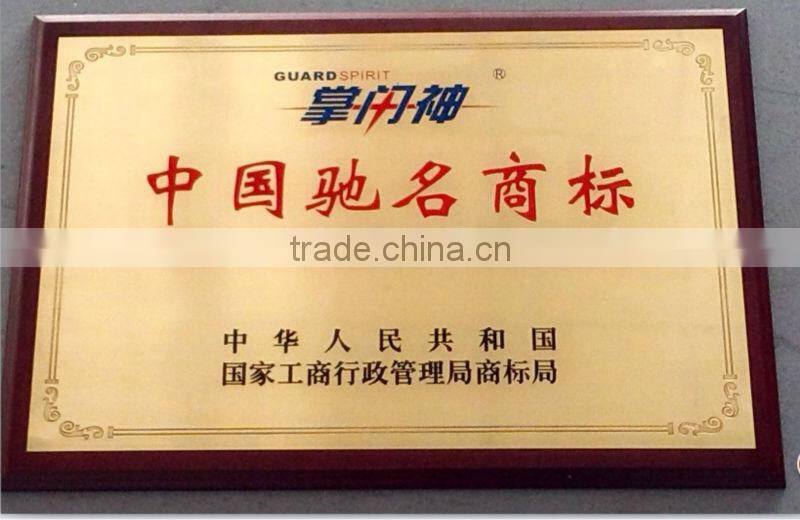 GUARDSPIRIT ®
掌闪神
中国驰名商标
trade.china.cn
中华人民共和国
国家工商行政管理局商标局